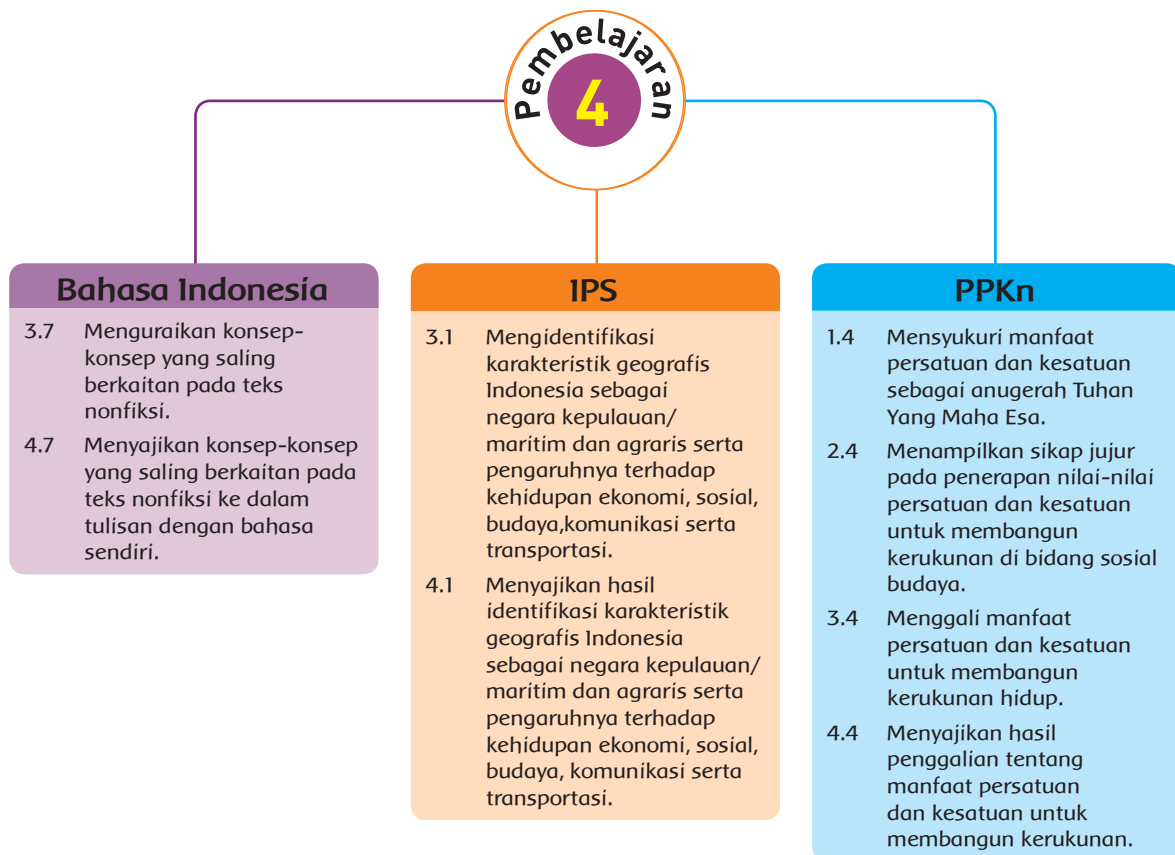 Pembelajaran
4
Bahasa Indonesia
3.7 Menguraikan konsep-
konsep yang saling
berkaitan pada teks
nonfiksi.
4.7 Menyajikan konsep-konsep
yang saling berkaitan pada
teks nonfiksi ke dalam
tulisan dengan bahasa
sendiri.
IPS
3.1 Mengidentifikasi
karakteristik geografis
Indonesia sebagai
negara kepulauan/
maritim dan agraris serta
pengaruhnya terhadap
kehidupan ekonomi, sosial,
budaya,komunikasi serta
transportasi.
4.1 Menyajikan hasil
identifikasi karakteristik
geografis Indonesia
sebagai negara kepulauan/
maritim dan agraris serta
pengaruhnya terhadap
kehidupan ekonomi, sosial,
budaya, komunikasi serta
transportasi.
PPKn
1.4 Mensyukuri manfaat
persatuan dan kesatuan
sebagai anugerah Tuhan
Yang Maha Esa.
2.4 Menampilkan sikap jujur
pada penerapan nilai-nilai
persatuan dan kesatuan
untuk membangun
kerukunan di bidang sosial
budaya.
3.4 Menggali manfaat
persatuan dan kesatuan
untuk membangun
kerukunan hidup.
4.4 Menyajikan hasil
penggalian tentang
manfaat persatuan
dan kesatuan untuk
membangun kerukunan.